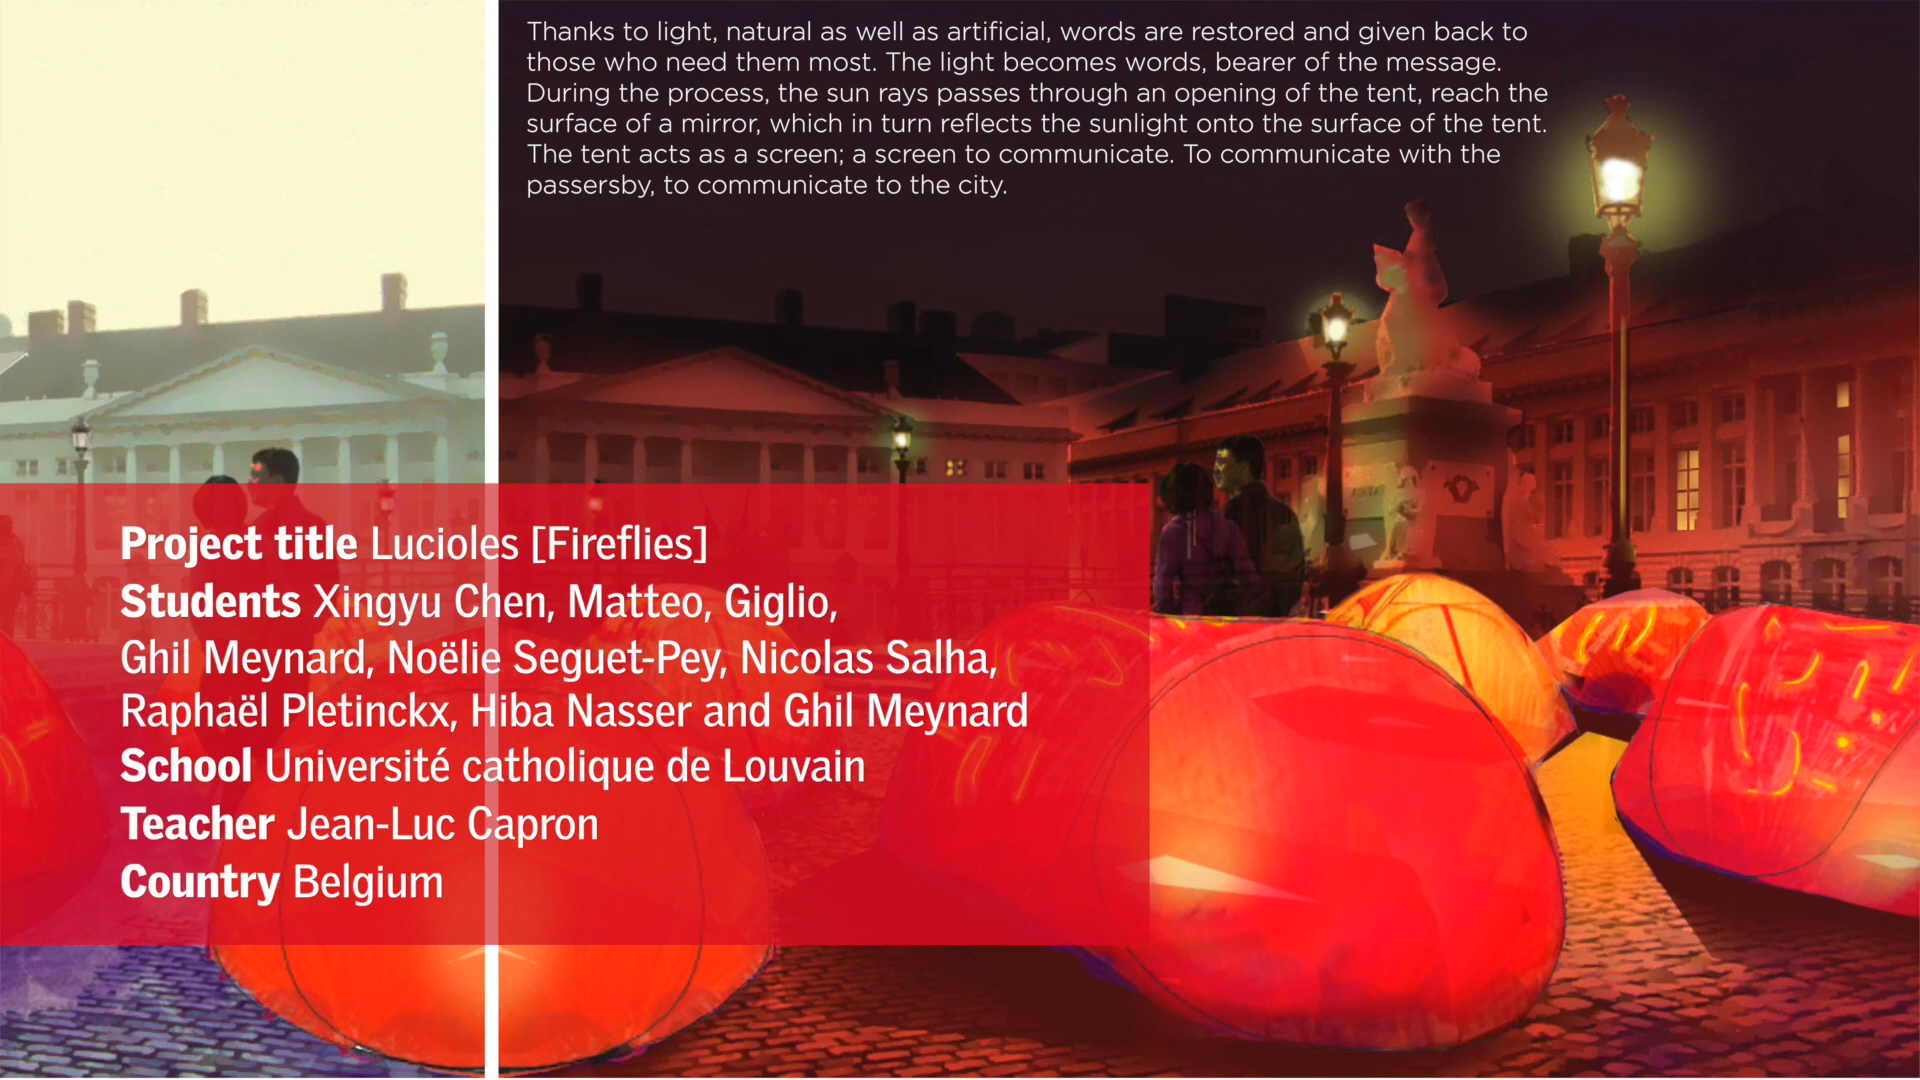 Thanks to light, natural as well as artificial, words are restored and given back to
those who need them most. The light becomes words, bearer of the message.
During the process, the sun rays passes through an opening of the tent, reach the
surface of a mirror, which in turn reflects the sunlight onto the surface of the tent.
The tent acts as a screen; a screen to communicate. To communicate with the
passersby, to communicate to the city.
Project title Lucioles [Fireflies]
Students Xingyu Chen, Matteo, Giglio,
Ghil Meynard, Noëlie Seguet-Pey, Nicolas Salha,
Raphaël Pletinckx, Hiba Nasser and Ghil Meynard
School Université catholique de Louvain
Teacher Jean-Luc Capron
Country Belgium